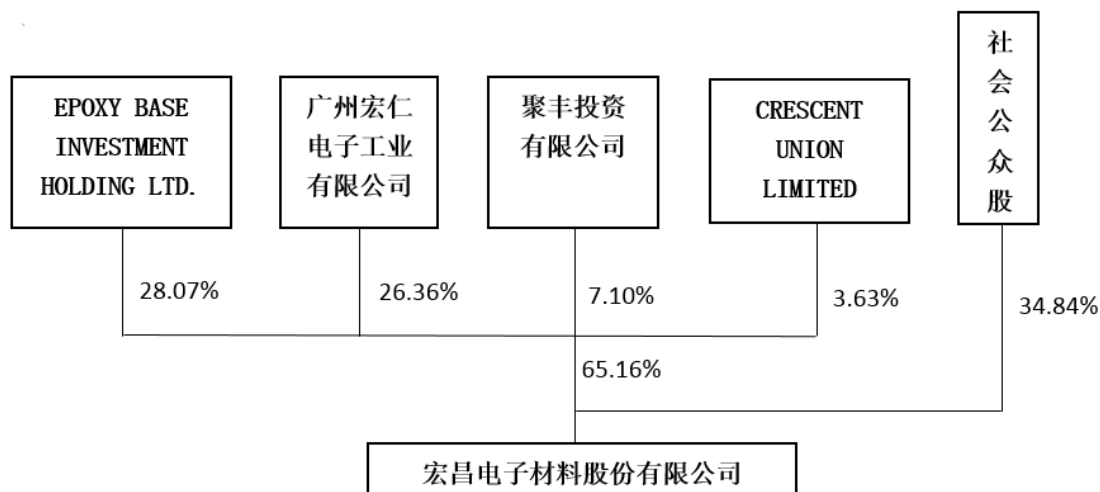 EPOXY BASE
INVESTMENT
HOLDING LTD.
广州宏仁
电子工业
有限公司
聚丰投资
有限公司
CRESCENT
UNION
LIMITED
社
会
公
众
股
28.07%
26.36%
7.10%
3.63%
34.84%
65.16%
宏昌电子材料股份有限公司